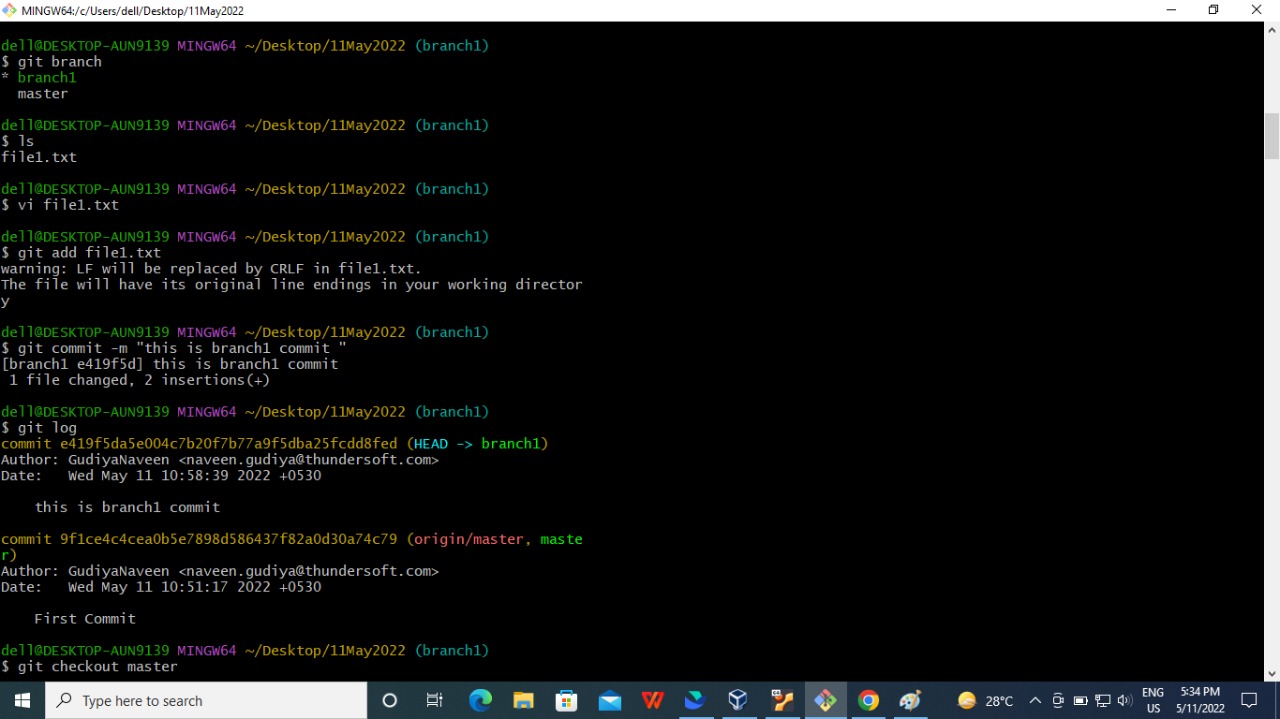 MINGW64:/c/Users/dell/Desktop/11May2022
dell@DESKTOP-AUN9139 MINGW64 ~/Desktop/11May2022 (branch1)
$ git branch
* branch1
  master
dell@DESKTOP-AUN9139 MINGW64 ~/Desktop/11May2022 (branch1)
$ ls
file1.txt
dell@DESKTOP-AUN9139 MINGW64 ~/Desktop/11May2022 (branch1)
$ vi file1.txt
dell@DESKTOP-AUN9139 MINGW64 ~/Desktop/11May2022 (branch1)
$ git add file1.txt
warning: LF will be replaced by CRLF in file1.txt.
The file will have its original line endings in your working director
y
dell@DESKTOP-AUN9139 MINGW64 ~/Desktop/11May2022 (branch1)
$ git commit -m "this is branch1 commit "
[branch1 e419f5d] this is branch1 commit
 1 file changed, 2 insertions(+)
dell@DESKTOP-AUN9139 MINGW64 ~/Desktop/11May2022 (branch1)
$ git log
commit e419f5da5e004c7b20f7b77a9f5dba25fcdd8fed (HEAD -> branch1)
Author: GudiyaNaveen <naveen.gudiya@thundersoft.com>
Date:   Wed May 11 10:58:39 2022 +0530
    this is branch1 commit
commit 9f1ce4c4cea0b5e7898d586437f82a0d30a74c79 (origin/master, maste
r)
Author: GudiyaNaveen <naveen.gudiya@thundersoft.com>
Date:   Wed May 11 10:51:17 2022 +0530
    First Commit
dell@DESKTOP-AUN9139 MINGW64 ~/Desktop/11May2022 (branch1)
$ git checkout master
Type here to search
28°C
ENG
US
5:34 PM
5/11/2022